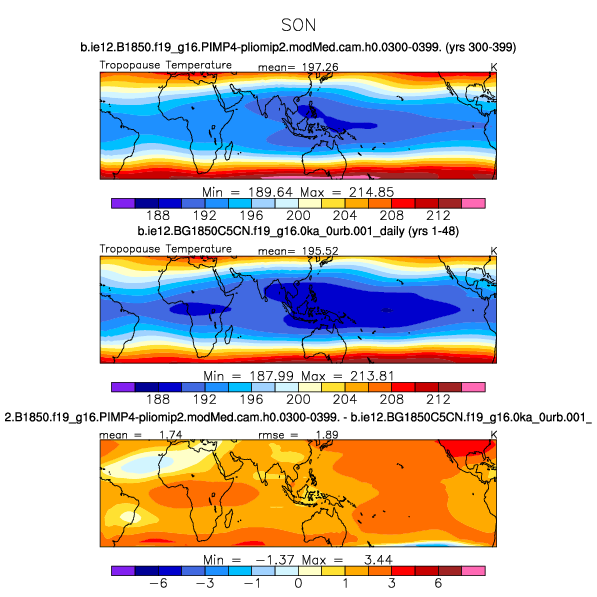 SON
b.ie12.B1850.f19_g16.PIMP4-pliomip2.modMed.cam.h0.0300-0399. (yrs 300-399)
Tropopause Temperature mean= 197.26 K
Min = 189.64 Max = 214.85
188 192 196 200 204 208 212
b.ie12.BG1850C5CN.f19_g16.0ka_0urb.001_daily (yrs 1-48)
Tropopause Temperature mean= 195.52 K
Min = 187.99 Max = 213.81
188 192 196 200 204 208 212
2.B1850.f19_g16.PIMP4-pliomip2.modMed.cam.h0.0300-0399. - b.ie12.BG1850C5CN.f19_g16.0ka_0urb.001_
mean = 1.74 rmse = 1.89 K
Min = -1.37 Max = 3.44
-6 -3 -1 0 1 3 6